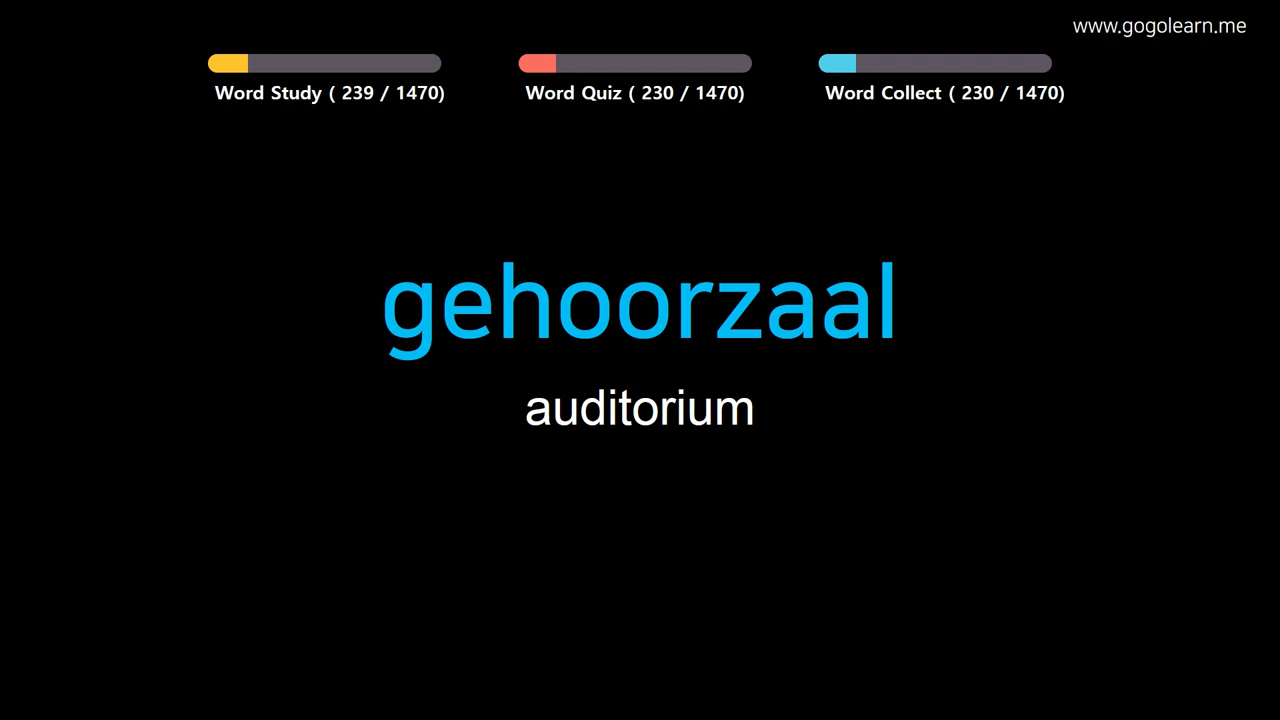 www.gogolearn.me
Word Study ( 239 / 1470)
Word Quiz ( 230 / 1470)
Word Collect ( 230 / 1470)
gehoorzaal
auditorium